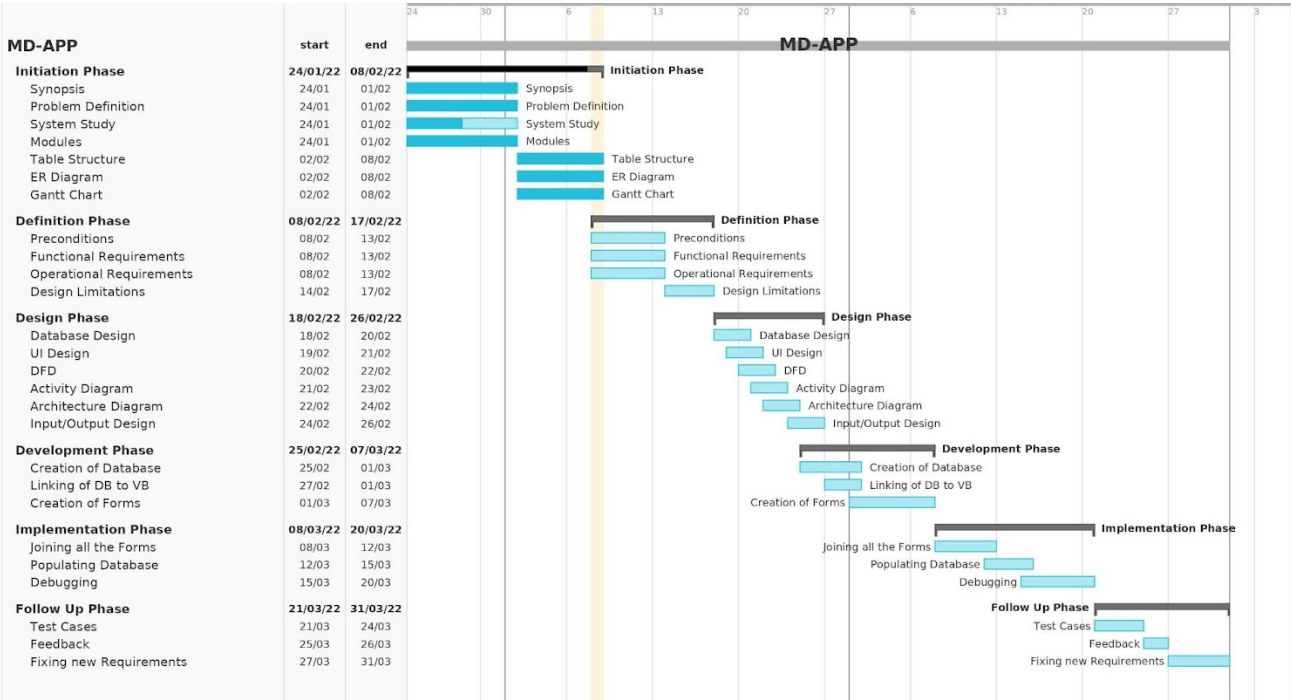 24 30 6 13 20 27 6 13 20 27 3
MD-APP start end MD-APP
Initiation Phase 24/01/22 08/02/22 Initiation Phase
Synopsis 24/01 01/02 Synopsis
Problem Definition 24/01 01/02 Problem Definition
System Study 24/01 01/02 System Study
Modules 24/01 01/02 Modules
Table Structure 02/02 08/02 Table Structure
ER Diagram 02/02 08/02 ER Diagram
Gantt Chart 02/02 08/02 Gantt Chart
Definition Phase 08/02/22 17/02/22 Definition Phase
Preconditions 08/02 13/02 Preconditions
Functional Requirements 08/02 13/02 Functional Requirements
Operational Requirements 08/02 13/02 Operational Requirements
Design Limitations 14/02 17/02 Design Limitations
Design Phase 18/02/22 26/02/22 Design Phase
Database Design 18/02 20/02 Database Design
UI Design 19/02 21/02 UI Design
DFD 20/02 22/02 DFD
Activity Diagram 21/02 23/02 Activity Diagram
Architecture Diagram 22/02 24/02 Architecture Diagram
Input/Output Design 24/02 26/02 Input/Output Design
Development Phase 25/02/22 07/03/22 Development Phase
Creation of Database 25/02 01/03 Creation of Database
Linking of DB to VB 27/02 01/03 Linking of DB to VB
Creation of Forms 01/03 07/03 Creation of Forms
Implementation Phase 08/03/22 20/03/22 Implementation Phase
Joining all the Forms 08/03 12/03 Joining all the Forms
Populating Database 12/03 15/03 Populating Database
Debugging 15/03 20/03 Debugging
Follow Up Phase 21/03/22 31/03/22 Follow Up Phase
Test Cases 21/03 24/03 Test Cases
Feedback 25/03 26/03 Feedback
Fixing new Requirements 27/03 31/03 Fixing new Requirements